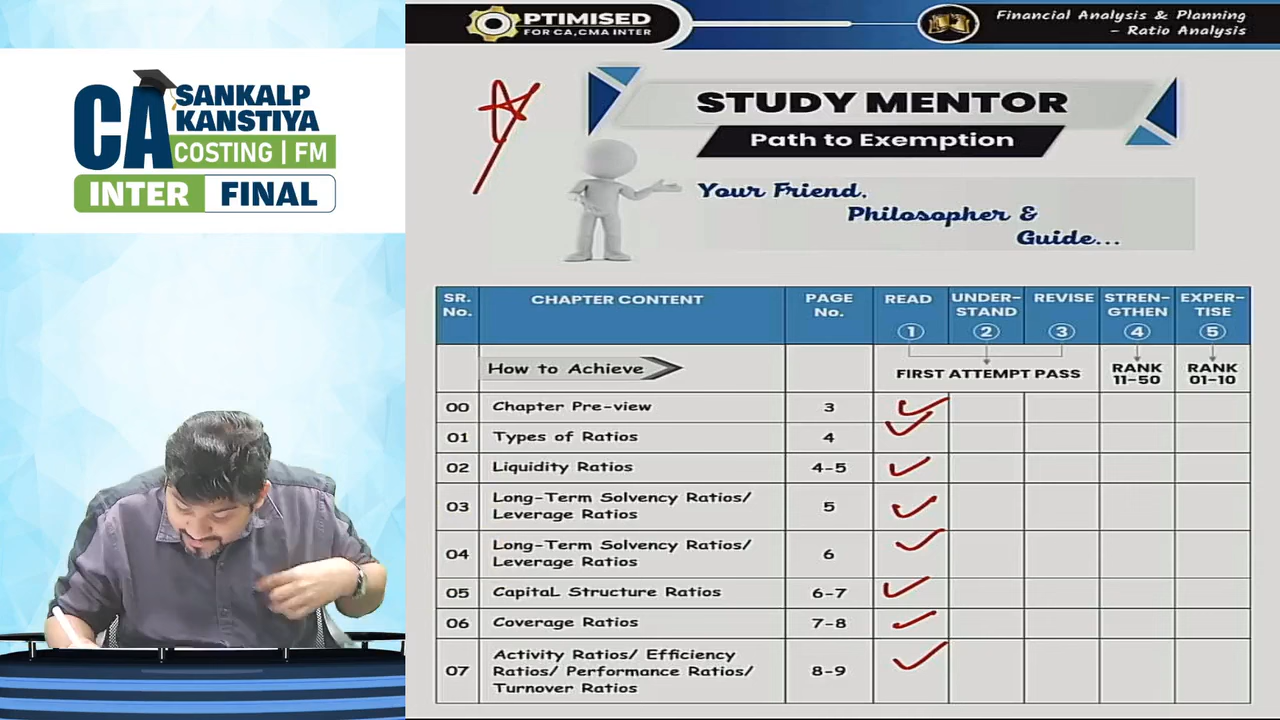 CA SANKALP KANSTIYA
COSTING | FM
INTER FINAL
OPTIMISED
FOR CA,CMA INTER
Financial Analysis & Planning
- Ratio Analysis
STUDY MENTOR
Path to Exemption
Your Friend,
Philosopher &
Guide...
SR. No. CHAPTER CONTENT PAGE No. READ 1 UNDER-STAND 2 REVISE 3 STREN-GTHEN 4 EXPER-TISE 5
How to Achieve FIRST ATTEMPT PASS RANK 11-50 RANK 01-10
00 Chapter Pre-view 3
01 Types of Ratios 4
02 Liquidity Ratios 4-5
03 Long-Term Solvency Ratios/ Leverage Ratios 5
04 Long-Term Solvency Ratios/ Leverage Ratios 6
05 CapitaL Structure Ratios 6-7
06 Coverage Ratios 7-8
07 Activity Ratios/ Efficiency Ratios/ Performance Ratios/ Turnover Ratios 8-9